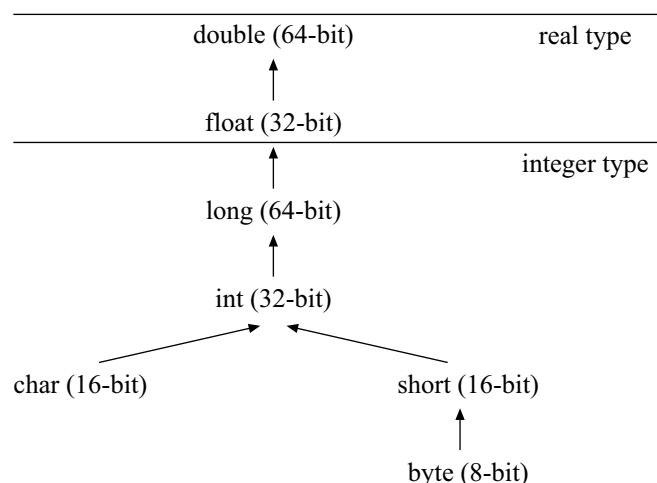 double (64-bit)
real type
float (32-bit)
integer type
long (64-bit)
int (32-bit)
char (16-bit)
short (16-bit)
byte (8-bit)